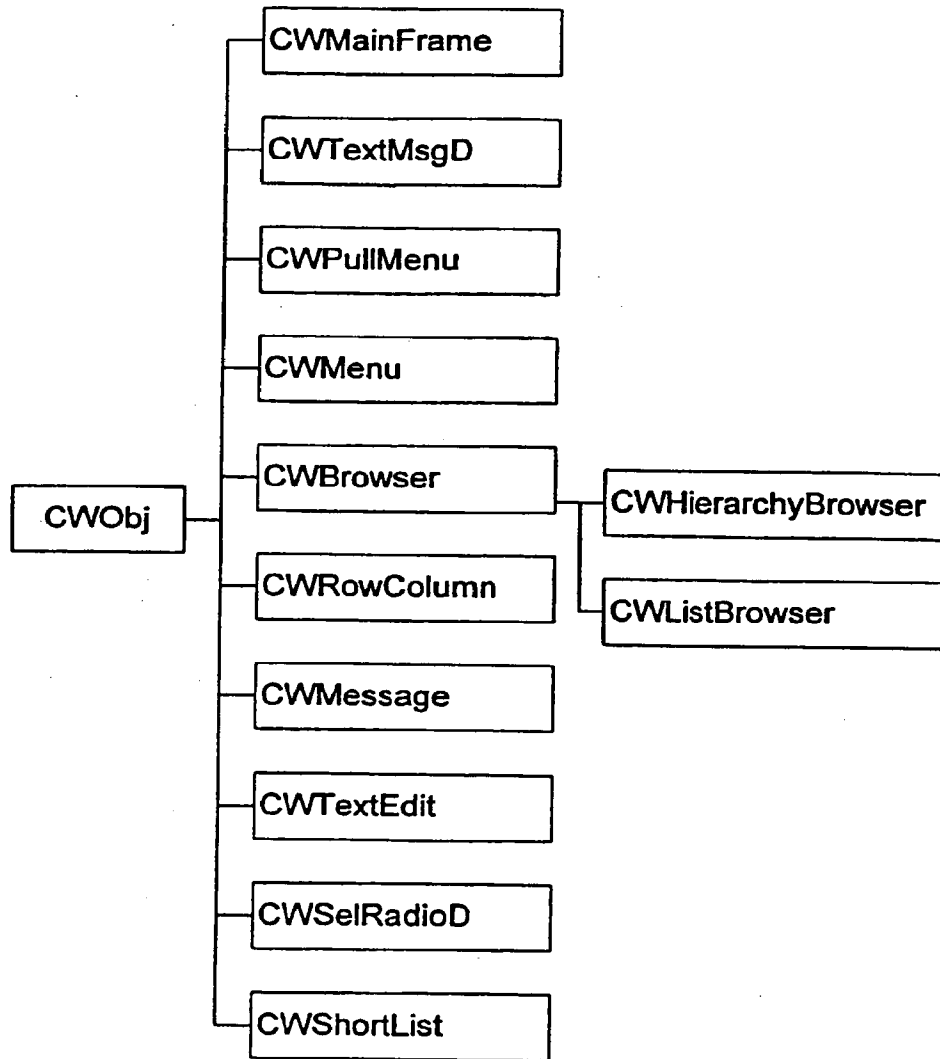 CWMainFrame
CWTextMsgD
CWPullMenu
CWMenu
CWBrowser
CWHierarchyBrowser
CWObj
CWListBrowser
CWRowColumn
CWMessage
CWTextEdit
CWSelRadioD
CWShortList